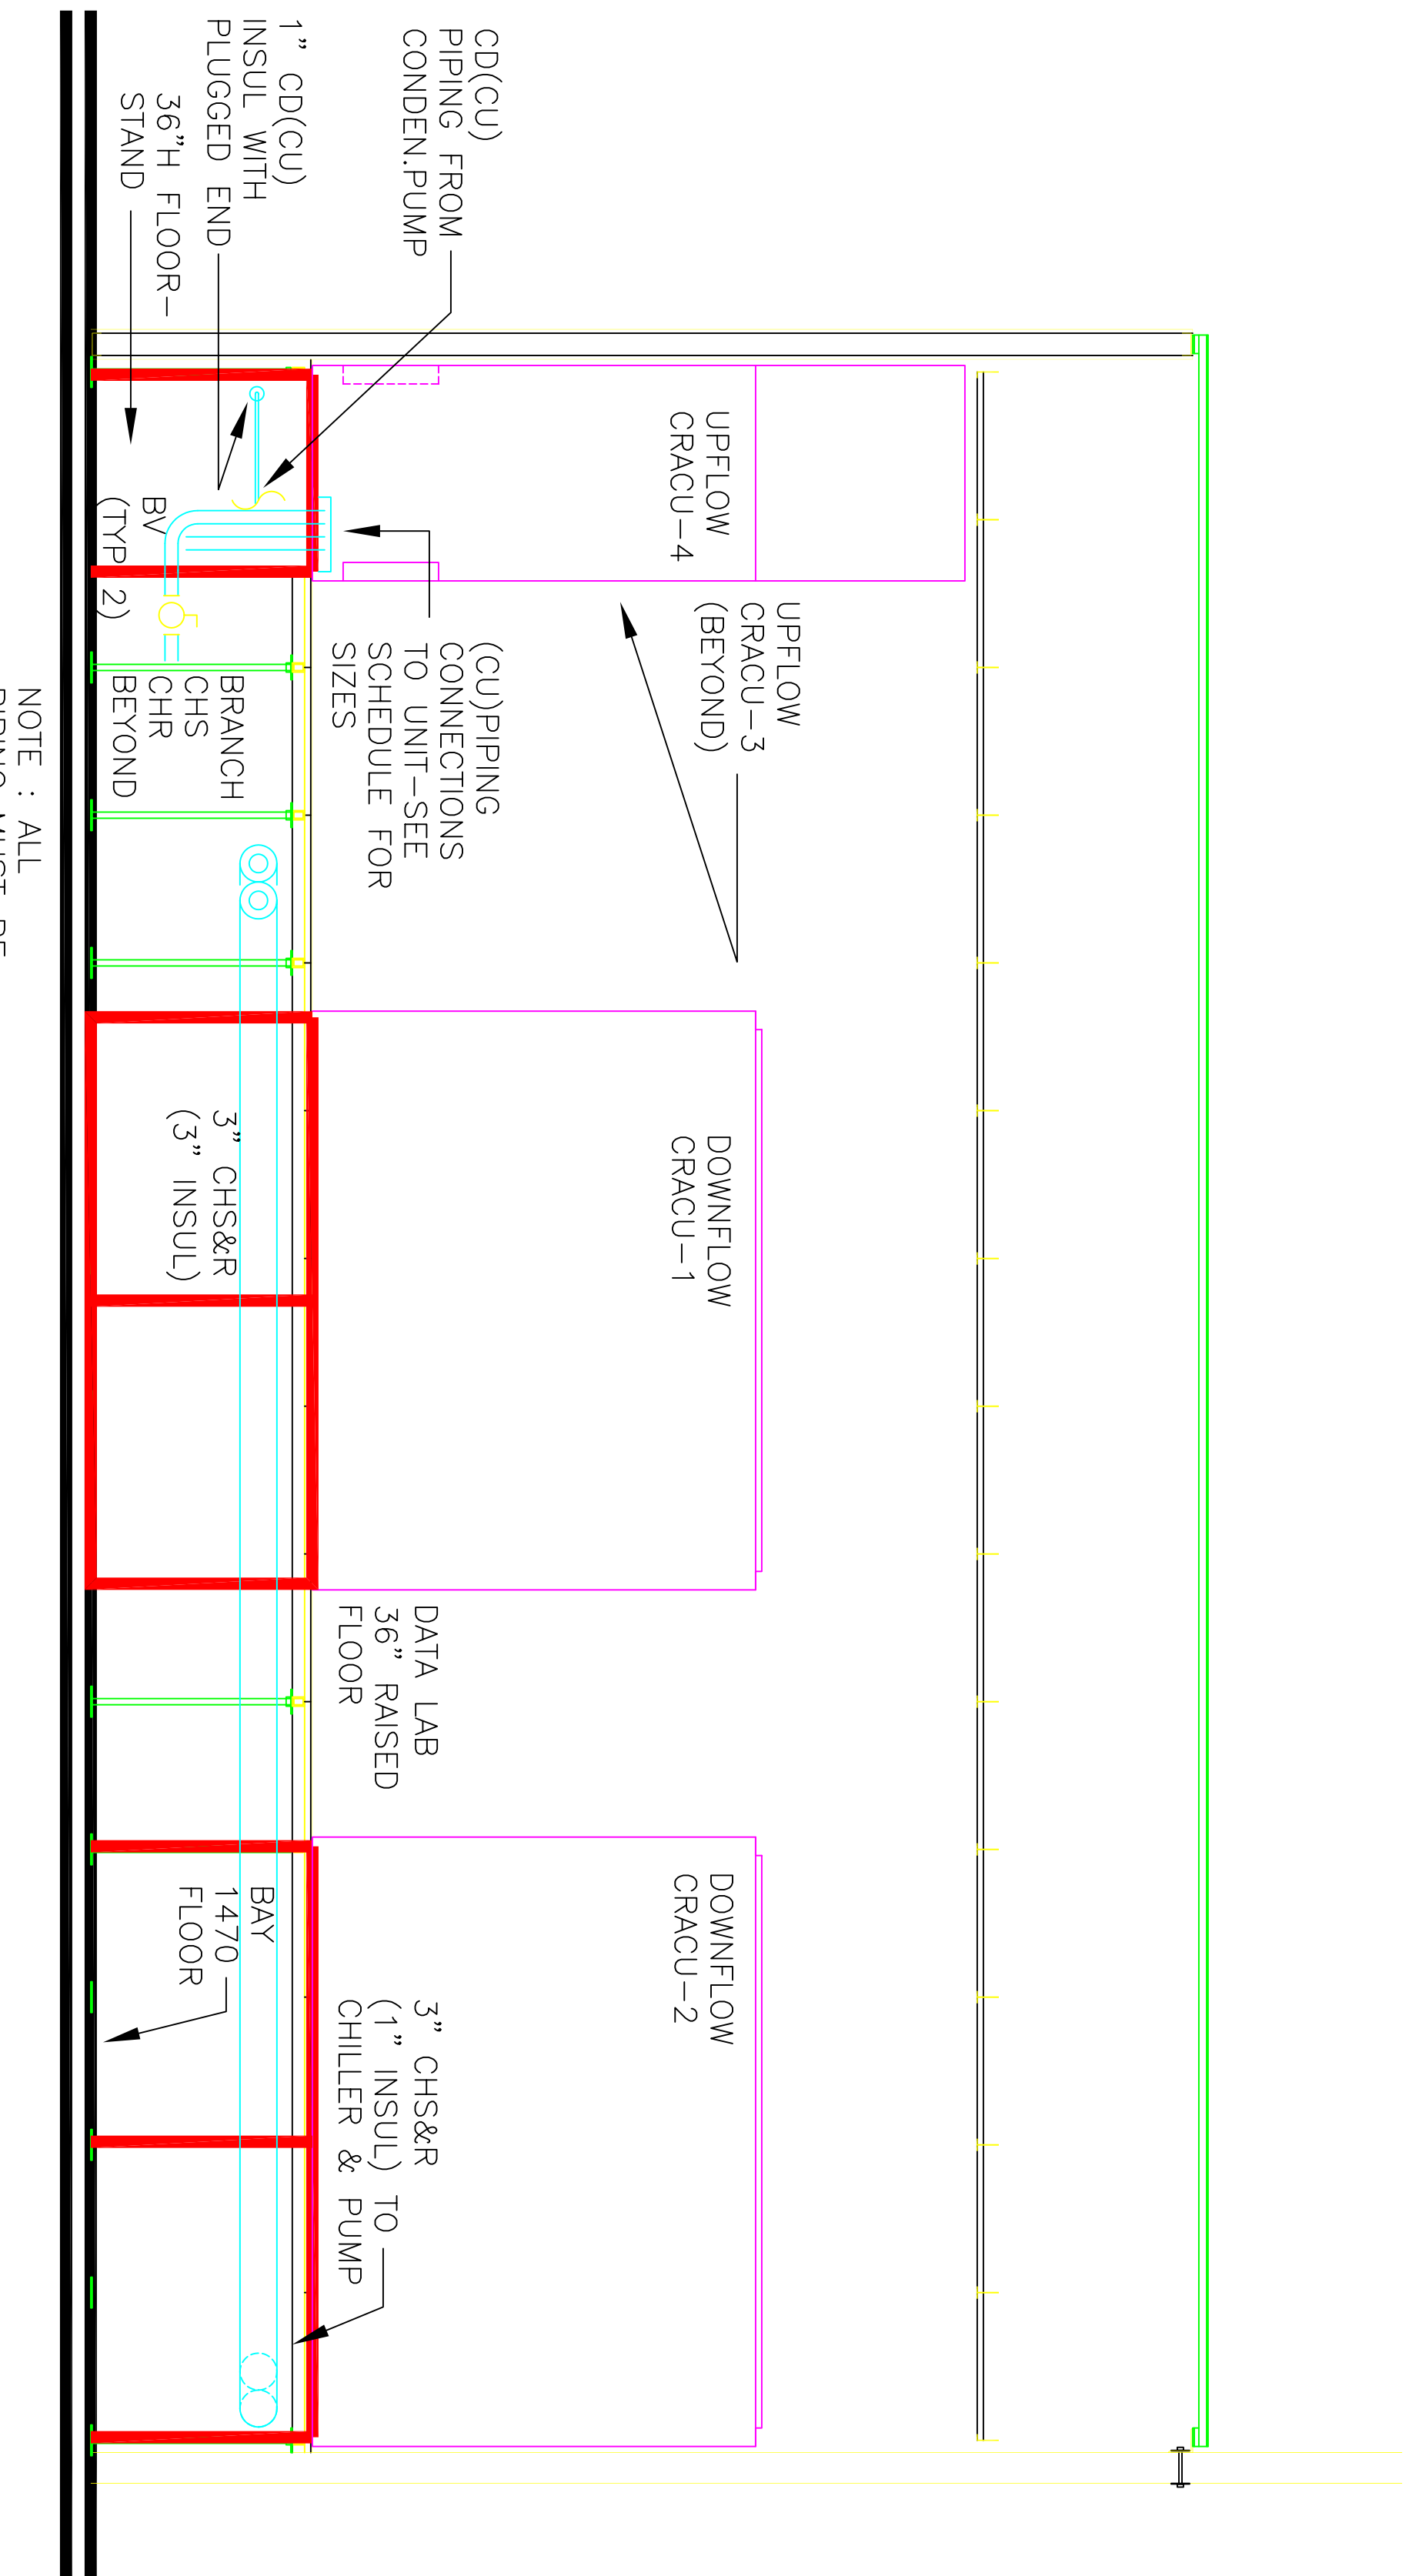 CD(CU)
PIPING FROM
CONDEN.PUMP
1" CD(CU)
INSUL WITH
PLUGGED END
36"H FLOOR-
STAND
UPFLOW
CRACU-4
UPFLOW
CRACU-3
(BEYOND)
(CU)PIPING
CONNECTIONS
TO UNIT-SEE
SCHEDULE FOR
SIZES
BV
(TYP 2)
BRANCH
CHS
CHR
BEYOND
DOWNFLOW
CRACU-1
3" CHS&R
(3" INSUL)
DATA LAB
36" RAISED
FLOOR
DOWNFLOW
CRACU-2
3" CHS&R
(1" INSUL) TO
CHILLER & PUMP
BAY
1470
FLOOR
NOTE : ALL
PIPING MUST BE